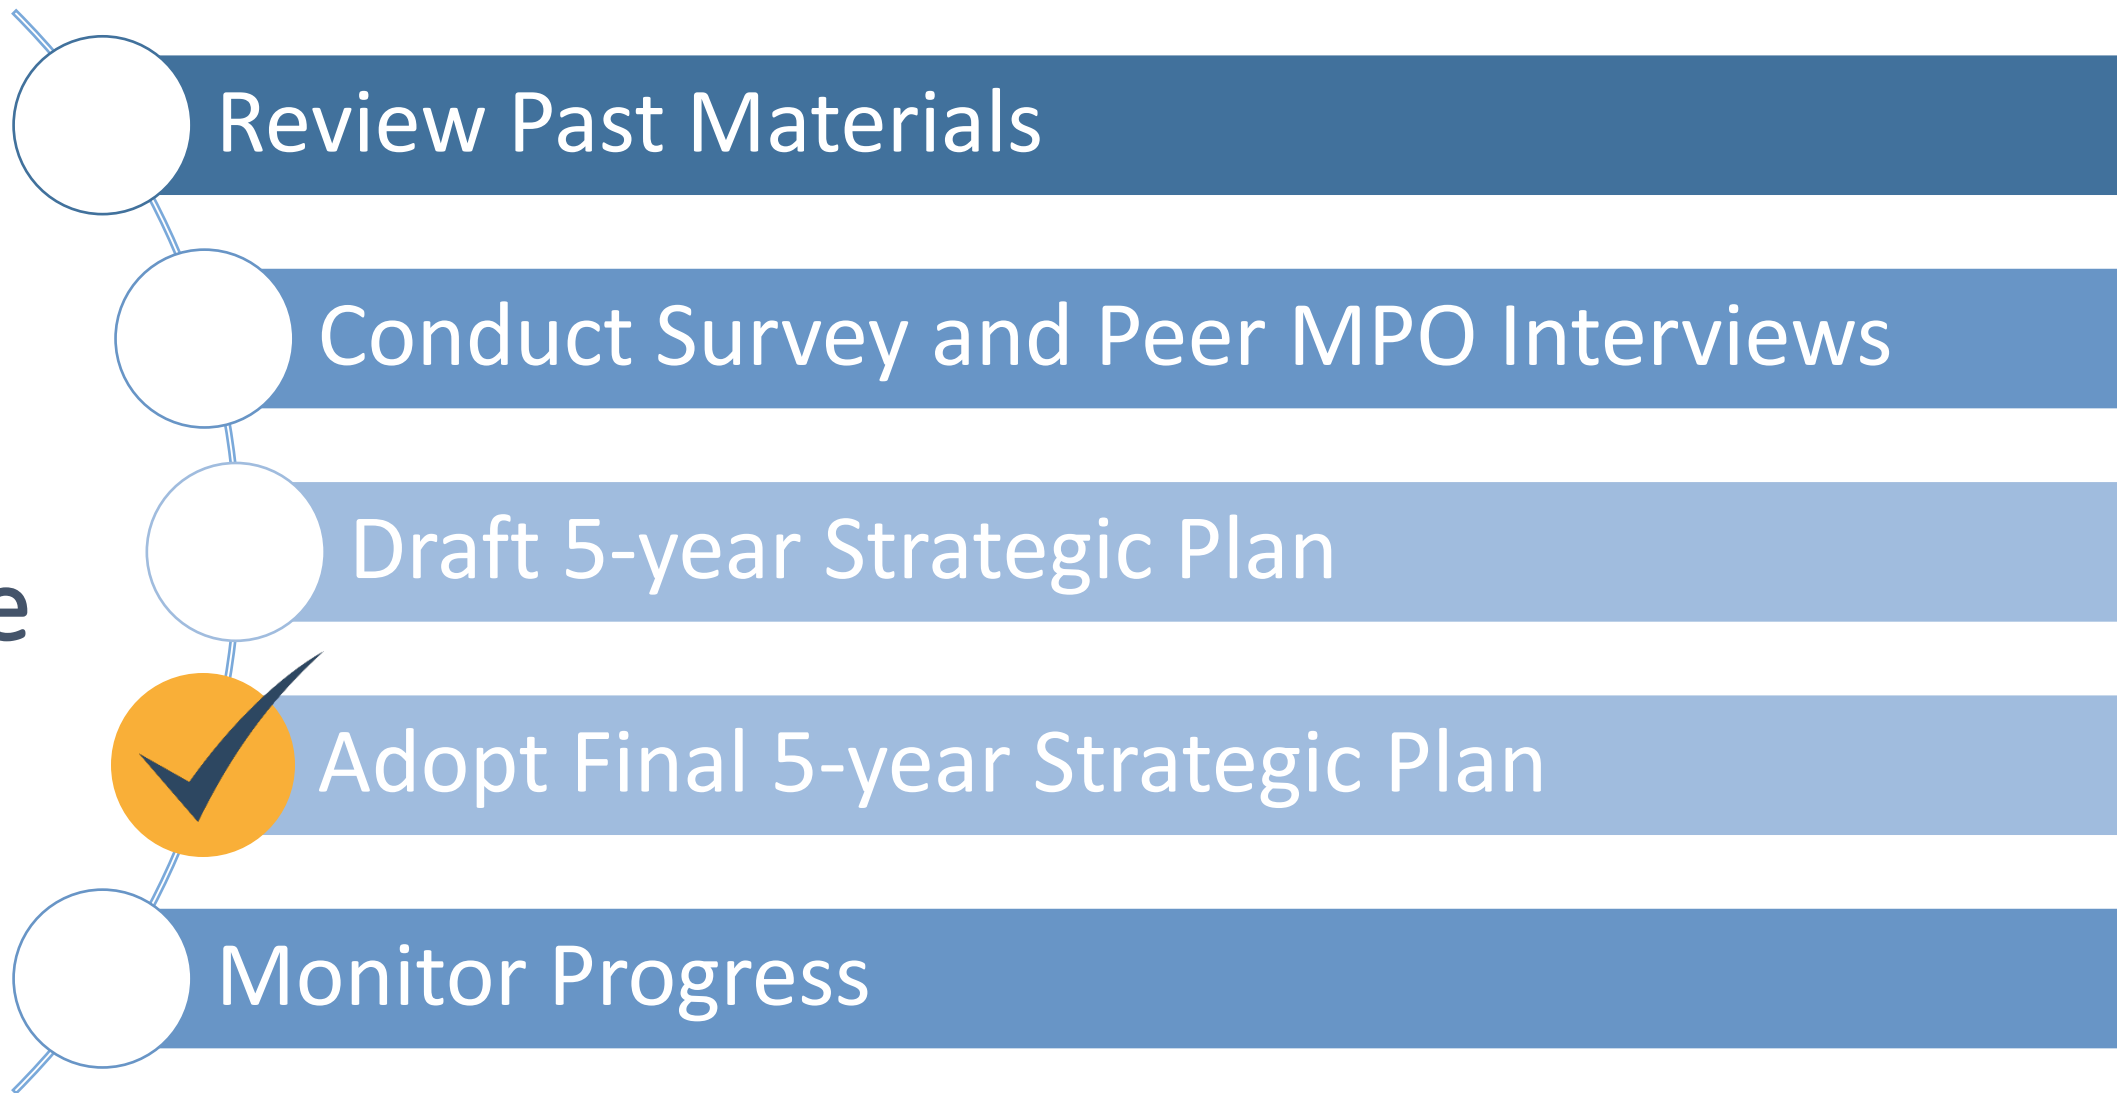 Review Past Materials
Conduct Survey and Peer MPO Interviews
Draft 5-year Strategic Plan
e
Adopt Final 5-year Strategic Plan
Monitor Progress